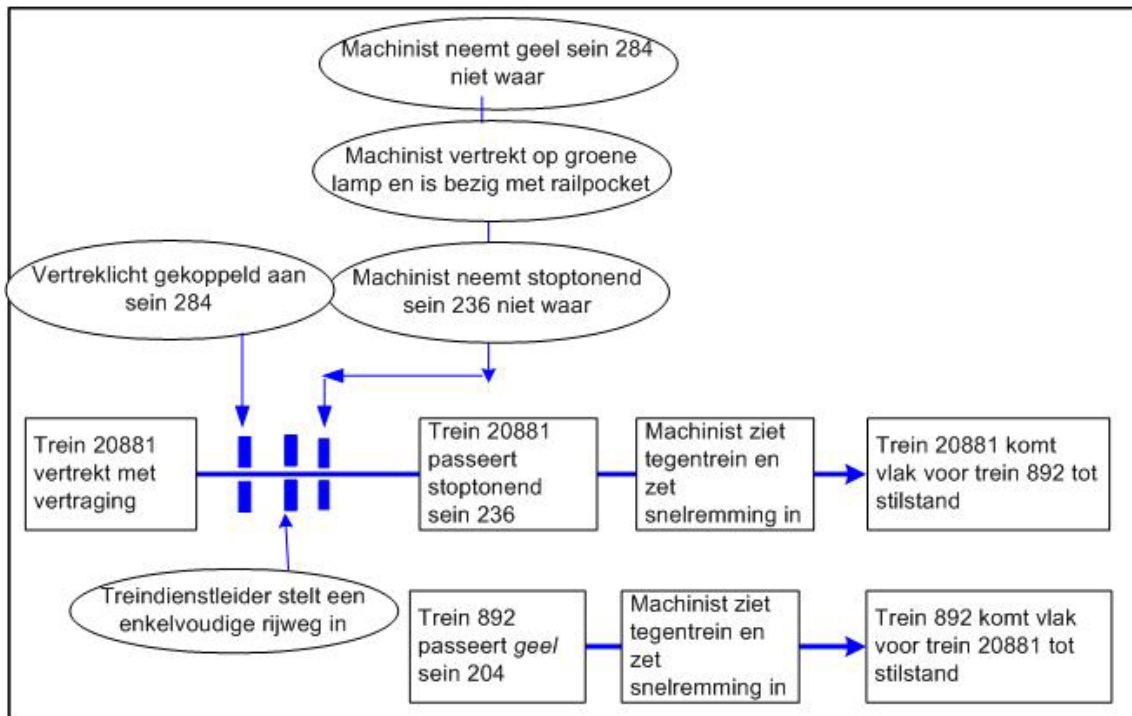 Machinist neemt geel sein 284
niet waar
Machinist vertrekt op groene
lamp en is bezig met railpocket
Vertreklicht gekoppeld aan
sein 284
Machinist neemt stoptonend
sein 236 niet waar
Trein 20881
vertrekt met
vertraging
Trein 20881
passeert
stoptonend
sein 236
Machinist ziet
tegentrein en
zet
snelremming in
Trein 20881 komt
vlak voor trein 892 tot
stilstand
Treindienstleider stelt een
enkelvoudige rijweg in
Trein 892
passeert geel
sein 204
Machinist ziet
tegentrein en
zet
snelremming in
Trein 892 komt vlak
voor trein 20881 tot
stilstand